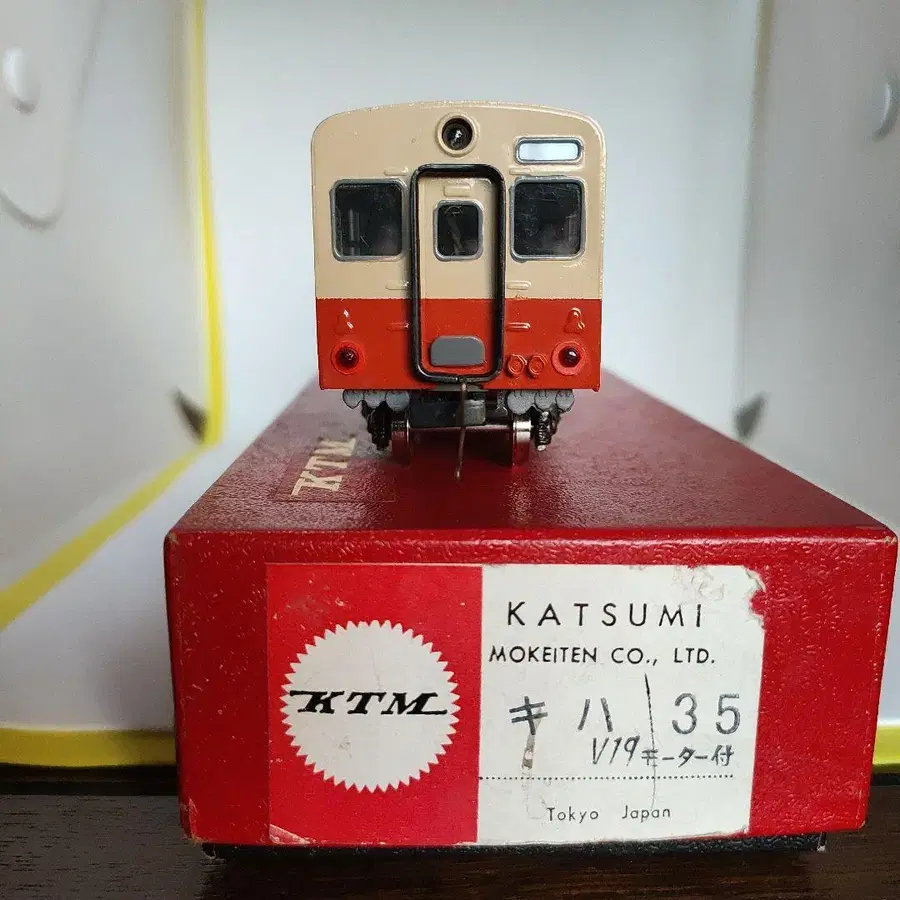 KTM
KTM
KATSUMI
MOKEITEN CO., LTD.
キハ 35
V19モーター付
Tokyo Japan